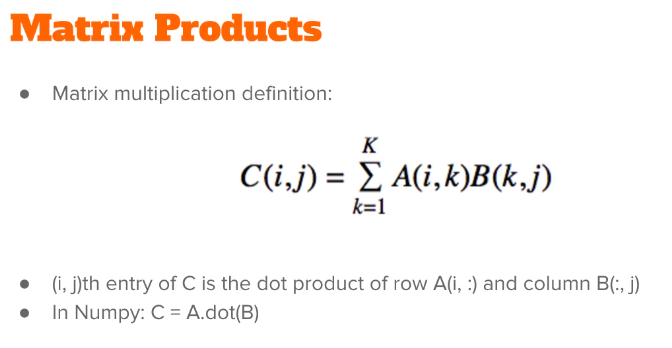 Matrix Products
● Matrix multiplication definition:
K
C(i,j) = Σ A(i,k)B(k,j)
k=1
● (i, j)th entry of C is the dot product of row A(i, :) and column B(:, j)
● In Numpy: C = A.dot(B)